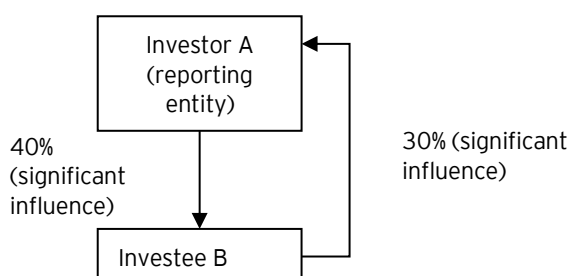 Investor A
(reporting
entity)
40%
(significant
influence)
30% (significant
influence)
Investee B